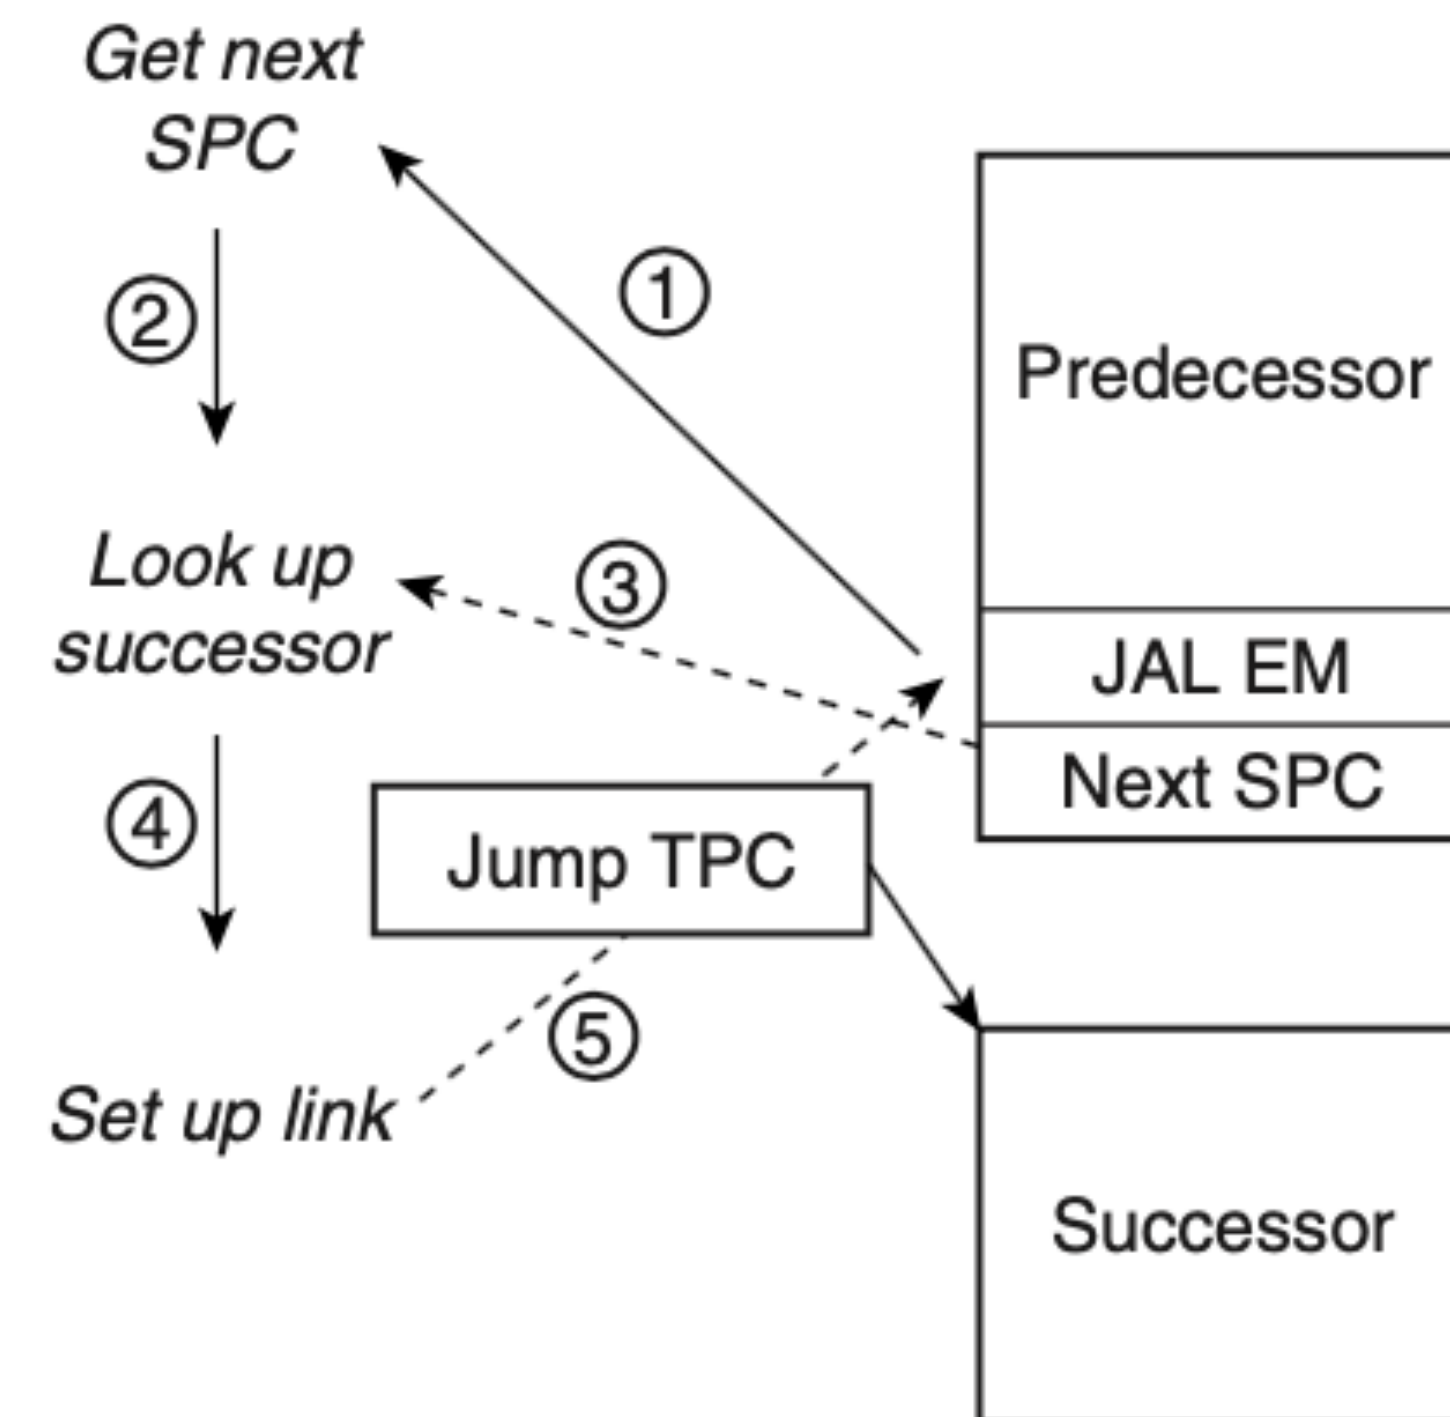 Get next
SPC
①
②
Predecessor
Look up
successor
③
JAL EM
Next SPC
④
Jump TPC
⑤
Set up link
Successor